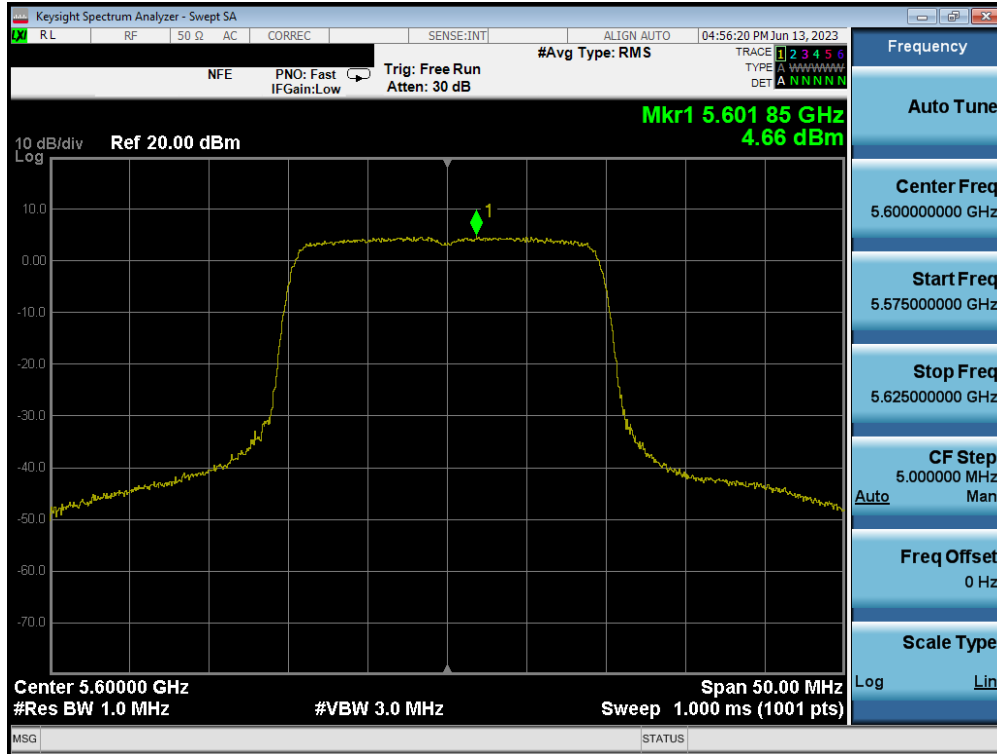 Keysight Spectrum Analyzer - Swept SA
LXI RL RF 50 Ω AC CORREC SENSE:INT ALIGN AUTO 04:56:20 PM Jun 13, 2023
NFE PNO: Fast Trig: Free Run #Avg Type: RMS TRACE 1 2 3 4 5 6
IFGain:Low Atten: 30 dB TYPE A WWWWW
DET A N N N N N
Mkr1 5.601 85 GHz
4.66 dBm
10 dB/div Ref 20.00 dBm
Log
1
10.0
0.00
-10.0
-20.0
-30.0
-40.0
-50.0
-60.0
-70.0
Center 5.60000 GHz Span 50.00 MHz
#Res BW 1.0 MHz #VBW 3.0 MHz Sweep 1.000 ms (1001 pts)
MSG STATUS
Frequency
Auto Tune
Center Freq
5.600000000 GHz
Start Freq
5.575000000 GHz
Stop Freq
5.625000000 GHz
CF Step
5.000000 MHz
Auto Man
Freq Offset
0 Hz
Scale Type
Log Lin